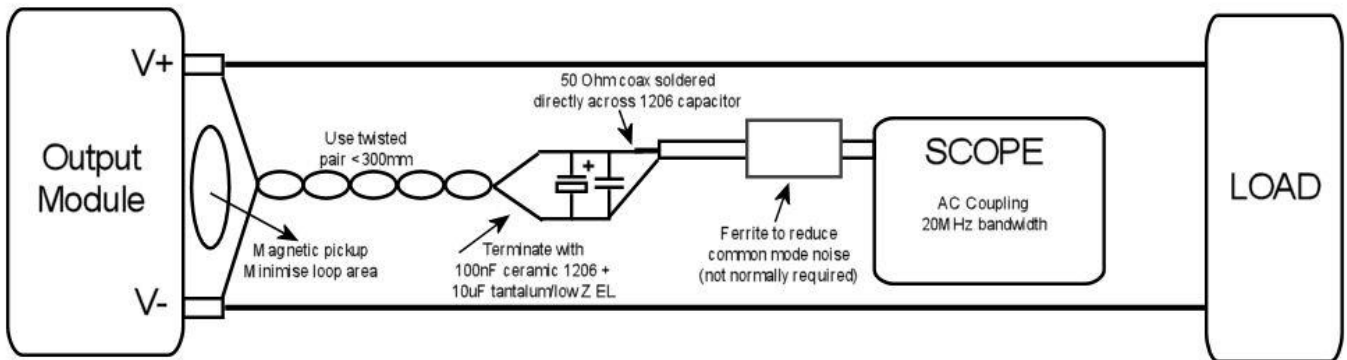 V+
Output
Module
V-
Magnetic pickup
Minimise loop area
Use twisted
pair <300mm
Terminate with
100nF ceramic 1206 +
10uF tantalum/low Z EL
+
50 Ohm coax soldered
directly across 1206 capacitor
Ferrite to reduce
common mode noise
(not normally required)
SCOPE
AC Coupling
20MHz bandwidth
LOAD